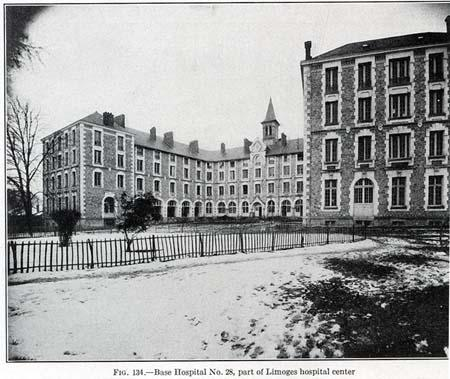 FIG. 134.—Base Hospital No. 28, part of Limoges hospital center